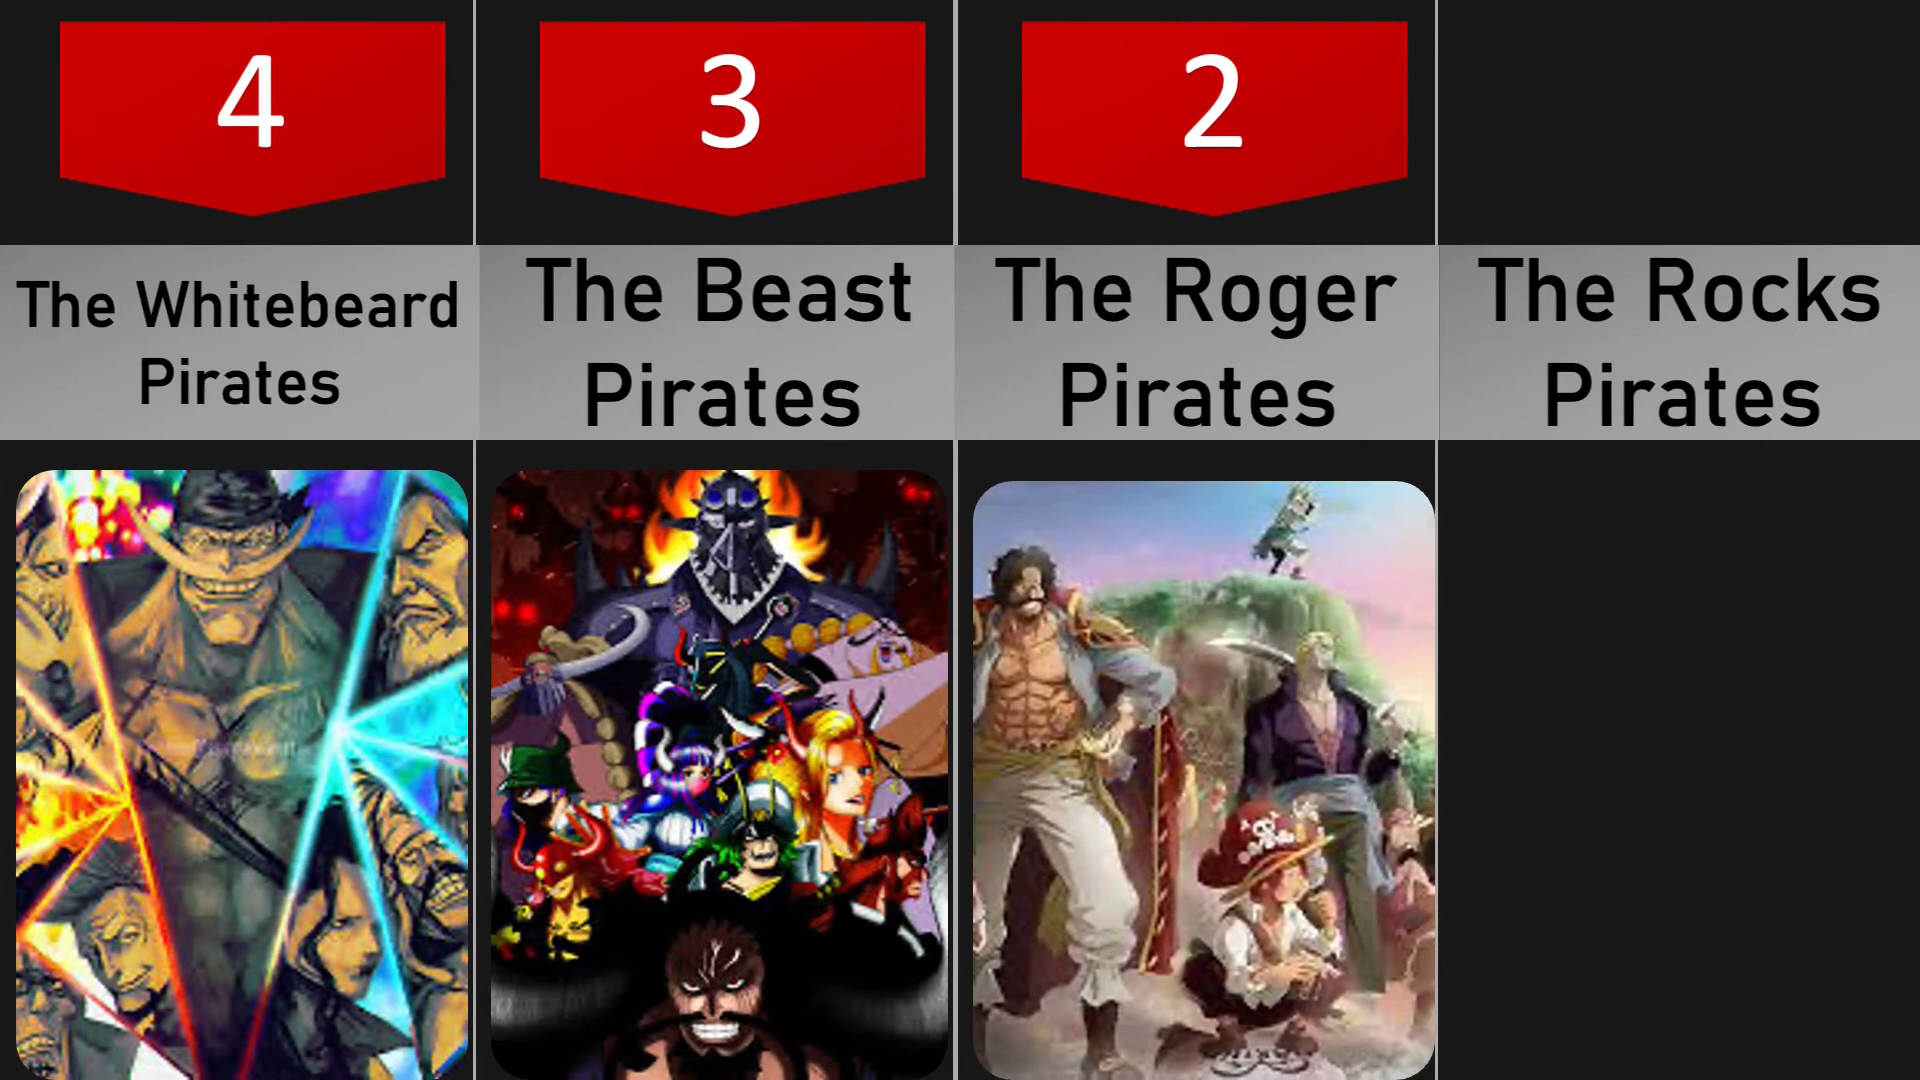 4
3
2
The Whitebeard
Pirates
The Beast
Pirates
The Roger
Pirates
The Rocks
Pirates